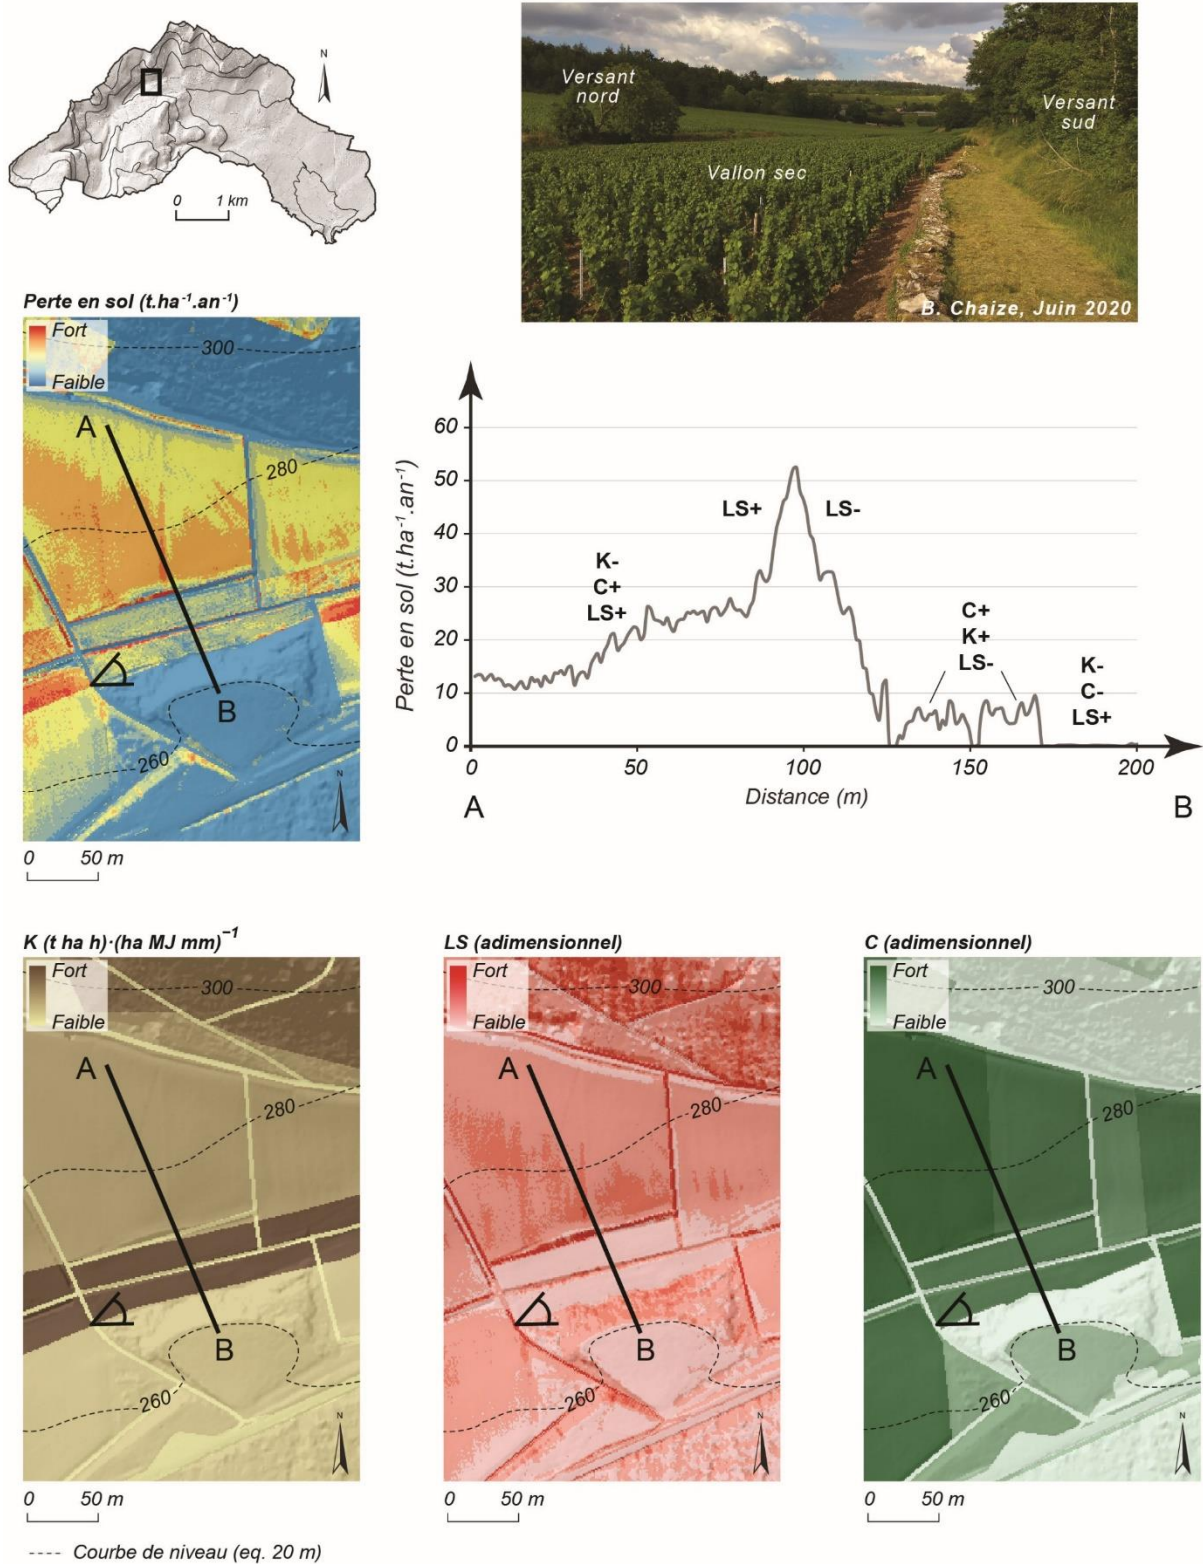 N
0 1 km
Versant
nord
Versant
sud
Vallon sec
B. Chaize, Juin 2020
Perte en sol (t.ha⁻¹.an⁻¹)
Fort
Faible
300
A
280
B
260
N
0 50 m
Perte en sol (t.ha⁻¹.an⁻¹)
60
50
40
30
20
10
0
LS+
LS-
K-
C+
LS+
C+
K+
LS-
K-
C-
LS+
0 50 100 150 200
A Distance (m) B
K (t ha h)·(ha MJ mm)⁻¹
Fort
Faible
300
A
280
B
260
N
0 50 m
LS (adimensionnel)
Fort
Faible
300
A
280
B
260
N
0 50 m
C (adimensionnel)
Fort
Faible
300
A
280
B
260
N
0 50 m
---- Courbe de niveau (eq. 20 m)